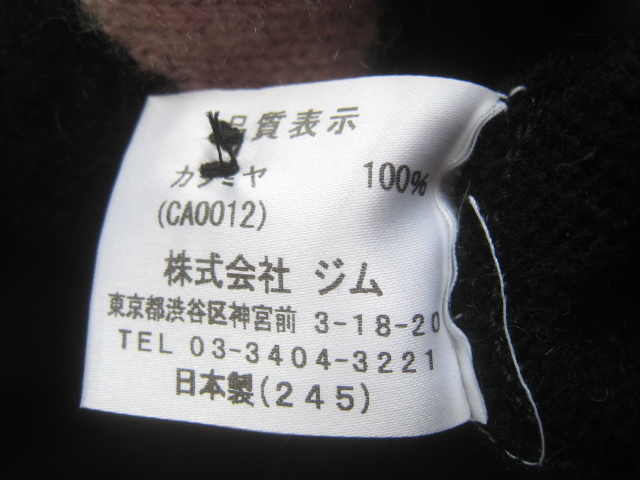 品質表示
カシミヤ 100%
(CA0012)
株式会社 ジム
東京都渋谷区神宮前 3-18-20
TEL 03-3404-3221
日本製(245)